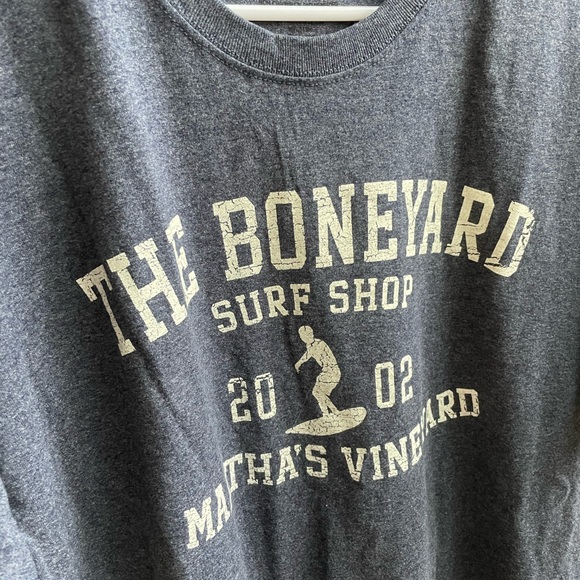 THE BONEYARD
SURF SHOP
20 02
MARTHA'S VINEYARD